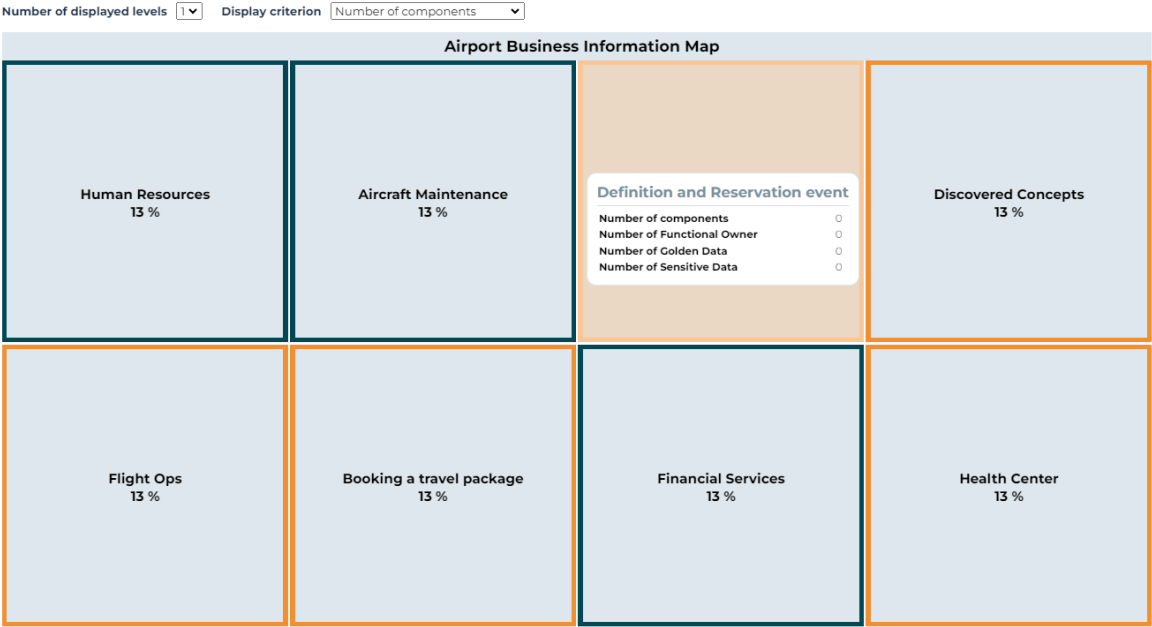 Number of displayed levels 1 Display criterion Number of components
Airport Business Information Map
Human Resources
13 %
Aircraft Maintenance
13 %
Definition and Reservation event
Number of components 0
Number of Functional Owner 0
Number of Golden Data 0
Number of Sensitive Data 0
Discovered Concepts
13 %
Flight Ops
13 %
Booking a travel package
13 %
Financial Services
13 %
Health Center
13 %